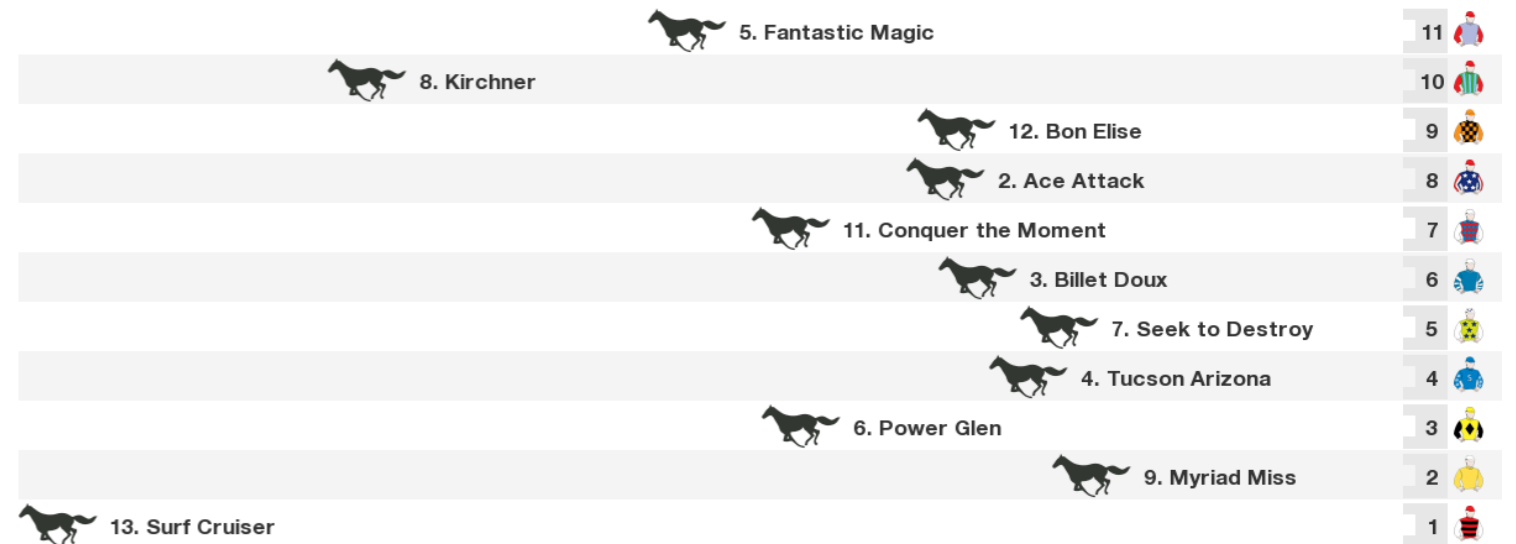 5. Fantastic Magic 11
8. Kirchner 10
12. Bon Elise 9
2. Ace Attack 8
11. Conquer the Moment 7
3. Billet Doux 6
7. Seek to Destroy 5
4. Tucson Arizona 4
6. Power Glen 3
9. Myriad Miss 2
13. Surf Cruiser 1